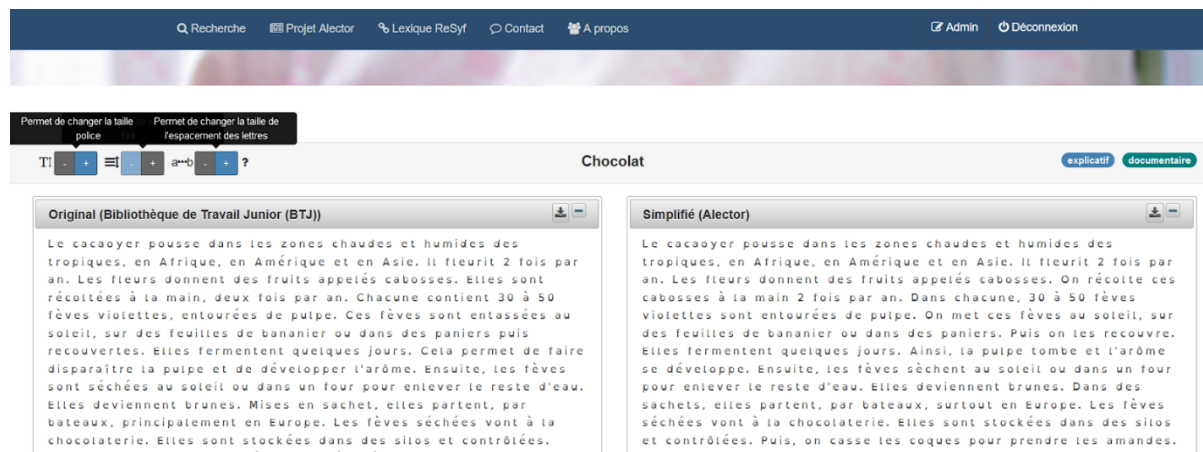 Recherche Projet Alector Lexique ReSyf Contact A propos Admin Déconnexion
Permet de changer la taille
police
Permet de changer la taille de
l'espacement des lettres
TI - + - + a b - + ?
Chocolat
explicatif documentaire
Original (Bibliothèque de Travail Junior (BTJ))
Le cacaoyer pousse dans les zones chaudes et humides des
tropiques, en Afrique, en Amérique et en Asie. Il fleurit 2 fois par
an. Les fleurs donnent des fruits appelés cabosses. Elles sont
récoltées à la main, deux fois par an. Chacune contient 30 à 50
fèves violettes, entourées de pulpe. Ces fèves sont entassées au
soleil, sur des feuilles de bananier ou dans des paniers puis
recouvertes. Elles fermentent quelques jours. Cela permet de faire
disparaître la pulpe et de développer l'arôme. Ensuite, les fèves
sont séchées au soleil ou dans un four pour enlever le reste d'eau.
Elles deviennent brunes. Mises en sachet, elles partent, par
bateaux, principalement en Europe. Les fèves séchées vont à la
chocolaterie. Elles sont stockées dans des silos et contrôlées.
Simplifié (Alector)
Le cacaoyer pousse dans les zones chaudes et humides des
tropiques, en Afrique, en Amérique et en Asie. Il fleurit 2 fois par
an. Les fleurs donnent des fruits appelés cabosses. On récolte ces
cabosses à la main 2 fois par an. Dans chacune, 30 à 50 fèves
violettes sont entourées de pulpe. On met ces fèves au soleil, sur
des feuilles de bananier ou dans des paniers. Puis on les recouvre.
Elles fermentent quelques jours. Ainsi, la pulpe tombe et l'arôme
se développe. Ensuite, les fèves sèchent au soleil ou dans un four
pour enlever le reste d'eau. Elles deviennent brunes. Dans des
sachets, elles partent, par bateaux, surtout en Europe. Les fèves
séchées vont à la chocolaterie. Elles sont stockées dans des silos
et contrôlées. Puis, on casse les coques pour prendre les amandes.